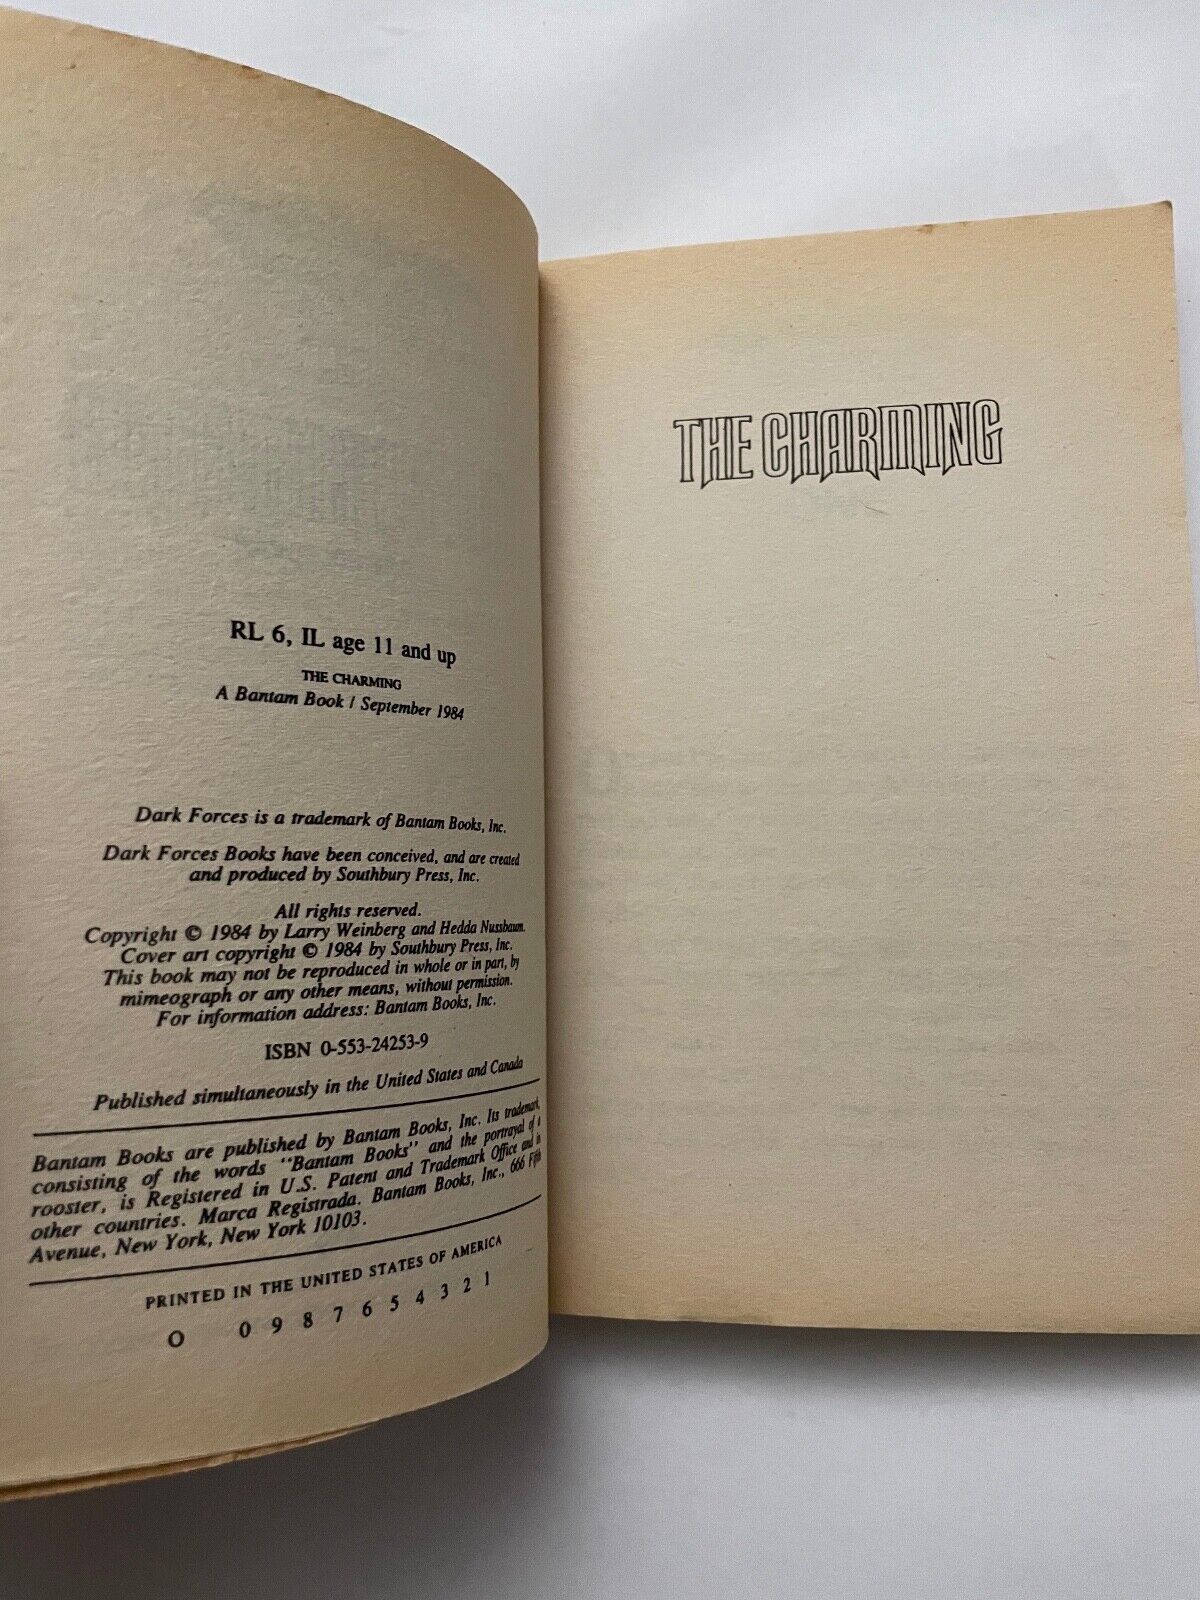 RL 6, IL age 11 and up
THE CHARMING
A Bantam Book / September 1984
Dark Forces is a trademark of Bantam Books, Inc.
Dark Forces Books have been conceived, and are created
and produced by Southbury Press, Inc.
All rights reserved.
Copyright © 1984 by Larry Weinberg and Hedda Nussbaum.
Cover art copyright © 1984 by Southbury Press, Inc.
This book may not be reproduced in whole or in part, by
mimeograph or any other means, without permission.
For information address: Bantam Books, Inc.
ISBN 0-553-24253-9
Published simultaneously in the United States and Canada
Bantam Books are published by Bantam Books, Inc. Its trademark,
consisting of the words "Bantam Books" and the portrayal of a
rooster, is Registered in U.S. Patent and Trademark Office and in
other countries. Marca Registrada. Bantam Books, Inc., 666 Fifth
Avenue, New York, New York 10103.
PRINTED IN THE UNITED STATES OF AMERICA
O 0 9 8 7 6 5 4 3 2 1
THE CHARMING